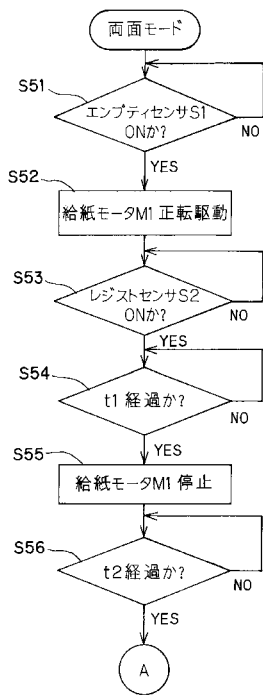 両面モード
S51
エンプティセンサS1
ONか?
NO
YES
S52
給紙モータM1 正転駆動
S53
レジストセンサS2
ONか?
NO
YES
S54
t1 経過か?
NO
YES
S55
給紙モータM1 停止
S56
t2 経過か?
NO
YES
A